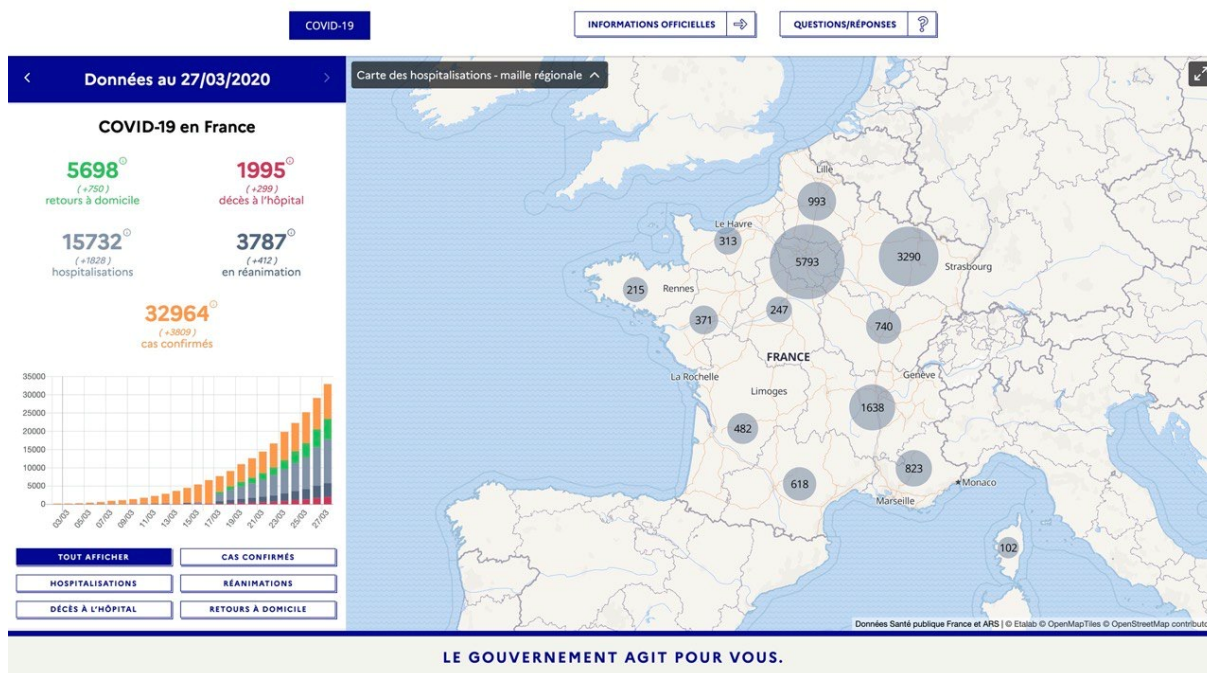 COVID-19
INFORMATIONS OFFICIELLES
QUESTIONS/RÉPONSES
Données au 27/03/2020
COVID-19 en France
5698
(+750)
retours à domicile
1995
(+299)
décès à l'hôpital
15732
(+1828)
hospitalisations
3787
(+412)
en réanimation
32964
(+3809)
cas confirmés
35000
30000
25000
20000
15000
10000
5000
0
03/03
05/03
07/03
09/03
11/03
13/03
15/03
17/03
19/03
21/03
23/03
25/03
27/03
TOUT AFFICHER
CAS CONFIRMÉS
HOSPITALISATIONS
RÉANIMATIONS
DÉCÈS À L'HÔPITAL
RETOURS À DOMICILE
Carte des hospitalisations - maille régionale
Lille
993
Le Havre
313
5793
3290
Strasbourg
215
Rennes
371
247
740
FRANCE
La Rochelle
Limoges
Genève
1638
482
823
618
Monaco
Marseille
102
Données Santé publique France et ARS | © Etalab © OpenMapTiles © OpenStreetMap contributo
LE GOUVERNEMENT AGIT POUR VOUS.